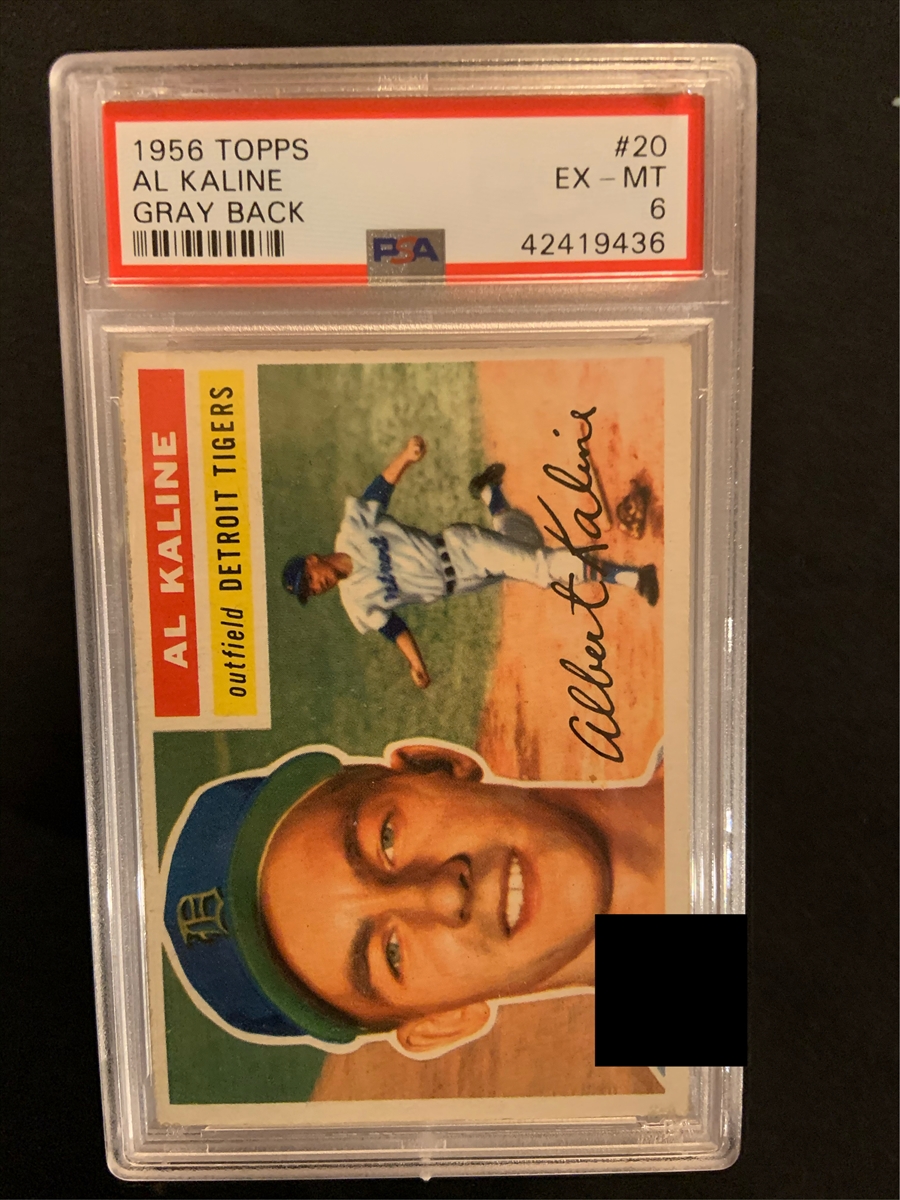 1956 TOPPS #20
AL KALINE EX - MT
GRAY BACK 6
PSA 42419436
AL KALINE
outfield DETROIT TIGERS
Detroit
Albert Kaline
D